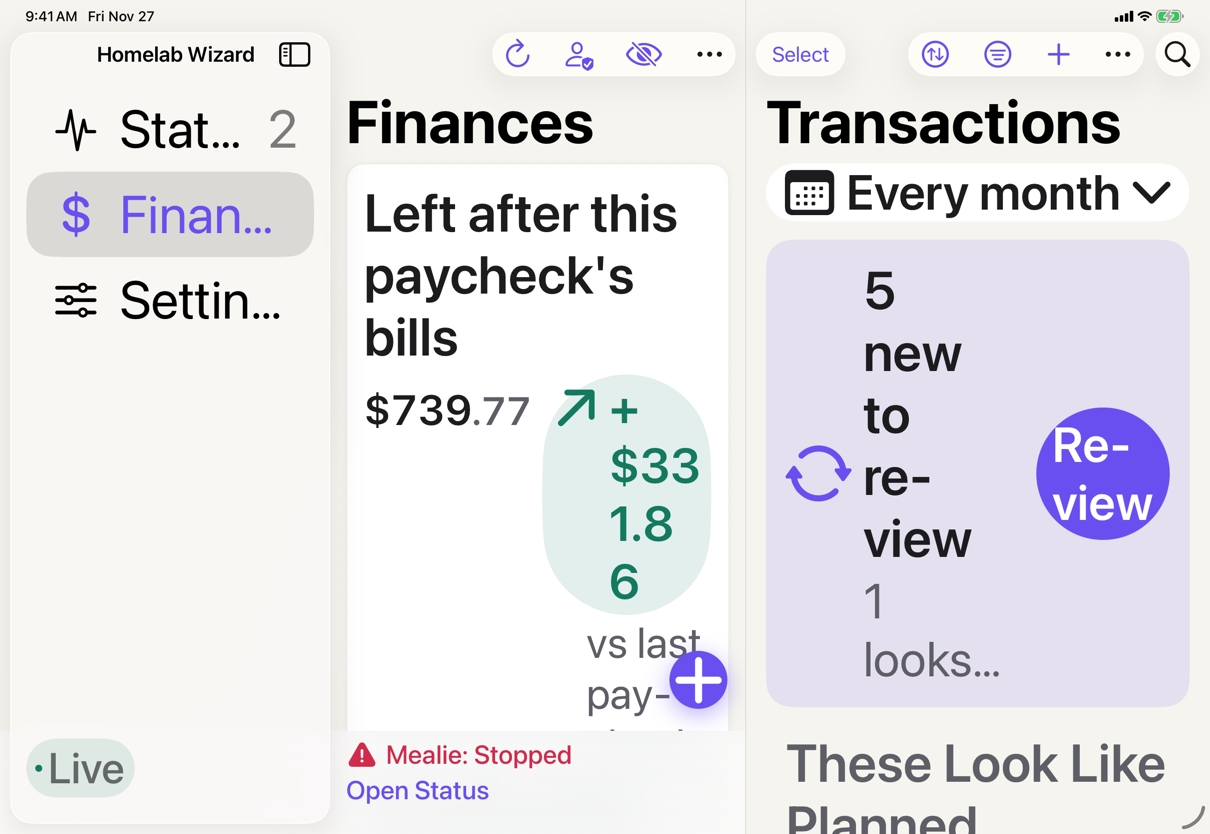 9:41 AM Fri Nov 27
Homelab Wizard
Stat... 2
$ Finan...
Settin...
Live
Finances
Left after this
paycheck's
bills
$739.77
+
$33
1.8
6
vs last
pay-
Mealie: Stopped
Open Status
Select
Transactions
Every month
5
new
to
re-
view
1
looks...
Re-
view
These Look Like
Planned